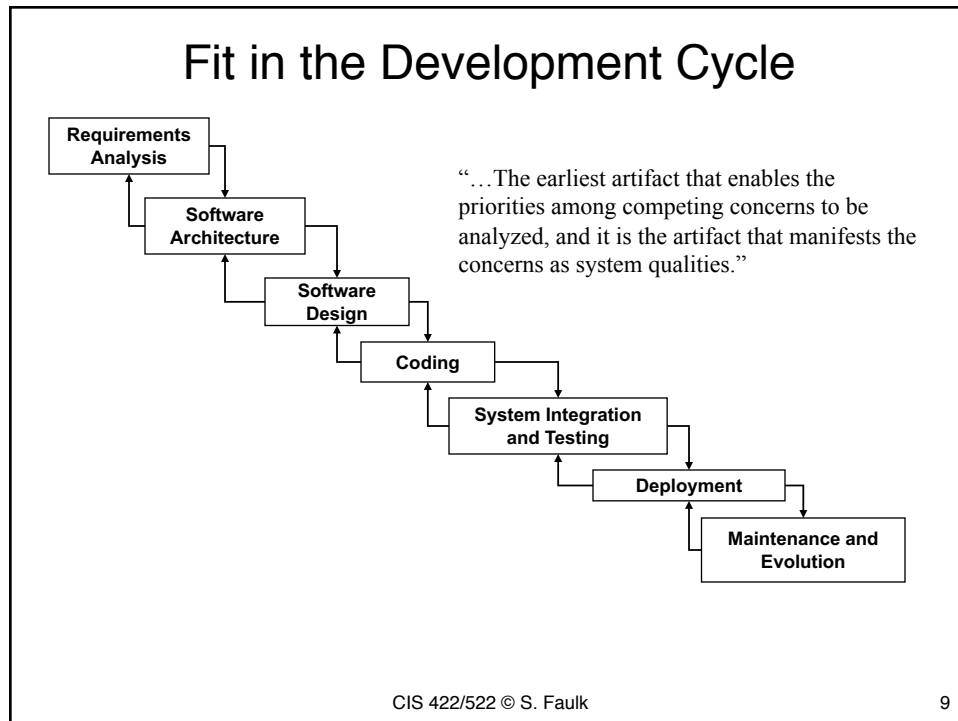 Fit in the Development Cycle
Requirements
Analysis
“…The earliest artifact that enables the
priorities among competing concerns to be
analyzed, and it is the artifact that manifests the
concerns as system qualities.”
Software
Architecture
Software
Design
Coding
System Integration
and Testing
Deployment
Maintenance and
Evolution
CIS 422/522 © S. Faulk
9